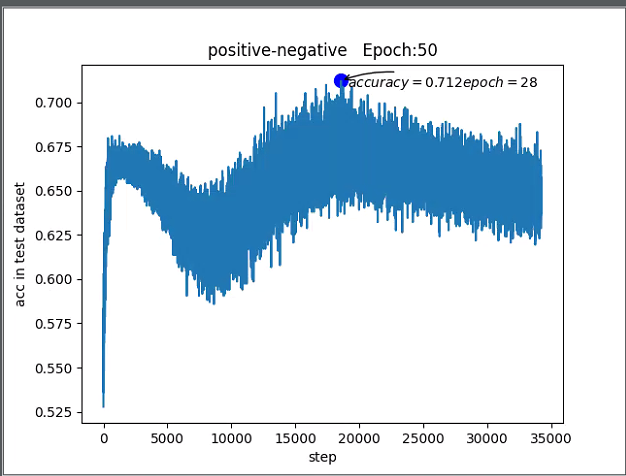 positive-negative Epoch:50
accuracy = 0.712epoch = 28
0.700
0.675
0.650
0.625
0.600
0.575
0.550
0.525
acc in test dataset
0 5000 10000 15000 20000 25000 30000 35000
step